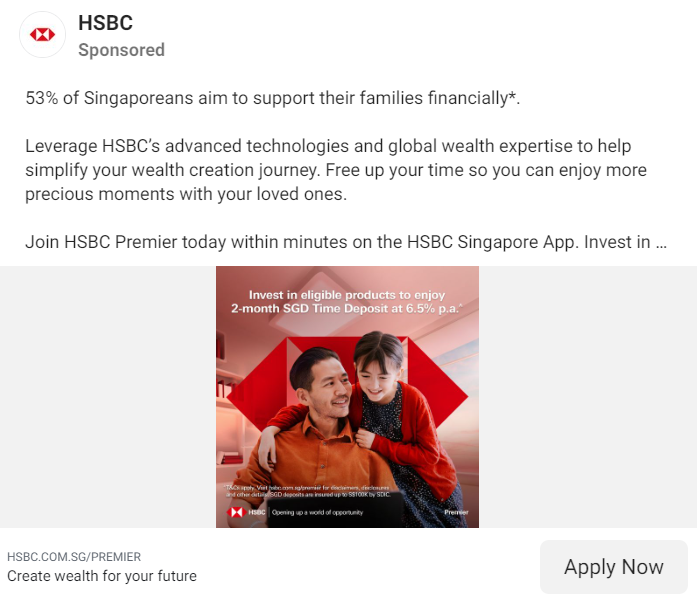 HSBC
Sponsored
53% of Singaporeans aim to support their families financially*.
Leverage HSBC’s advanced technologies and global wealth expertise to help
simplify your wealth creation journey. Free up your time so you can enjoy more
precious moments with your loved ones.
Join HSBC Premier today within minutes on the HSBC Singapore App. Invest in ...
Invest in eligible products to enjoy
2-month SGD Time Deposit at 6.5% p.a.^
T&Cs apply. Visit hsbc.com.sg/premier for disclaimers, disclosures
and other details. SGD deposits are insured up to S$100K by SDIC.
HSBC | Opening up a world of opportunity
Premier
HSBC.COM.SG/PREMIER
Create wealth for your future
Apply Now